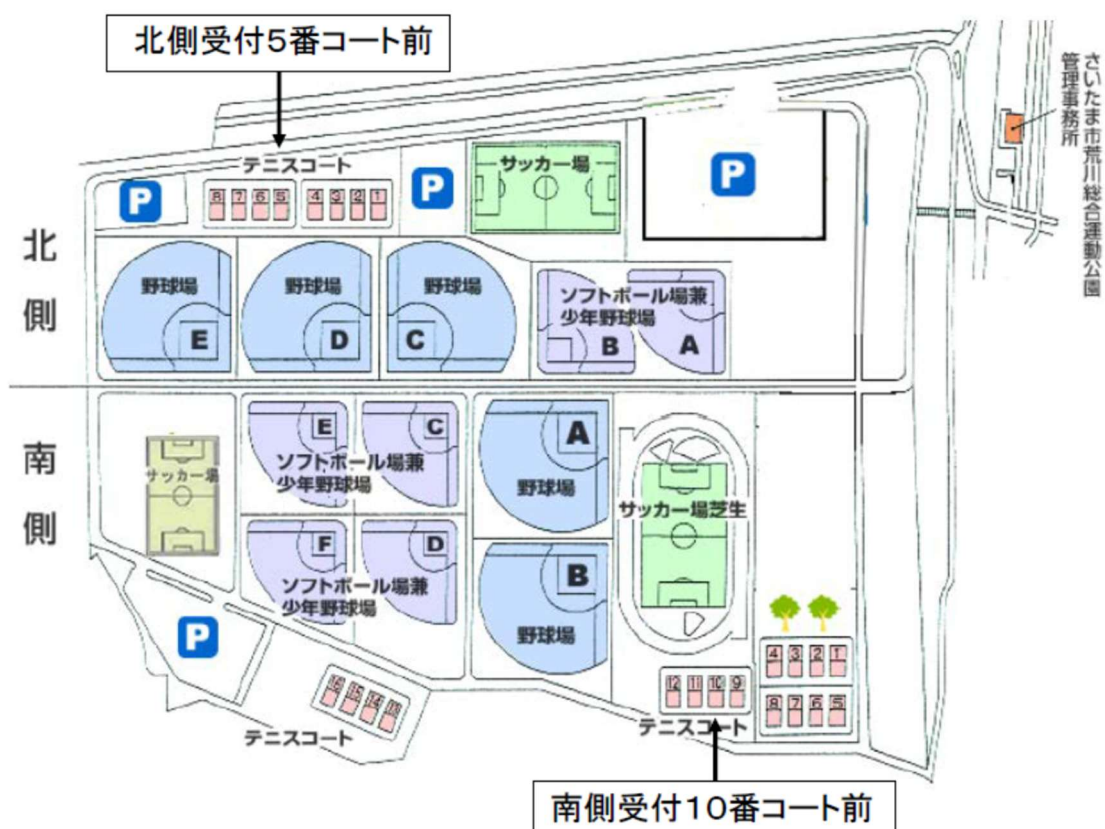 北側受付5番コート前
さいたま市荒川総合運動公園
管理事務所
テニスコート
サッカー場
P
P
P
8 7 6 5 4 3 2 1
北側
野球場
野球場
野球場
ソフトボール場兼
少年野球場
E
D
C
B
A
南側
サッカー場
E
C
ソフトボール場兼
少年野球場
A
野球場
サッカー場芝生
F
D
ソフトボール場兼
少年野球場
B
野球場
P
4 3 2 1
8 7 6 5
12 11 10 9
テニスコート
16 15 14 13
テニスコート
南側受付10番コート前